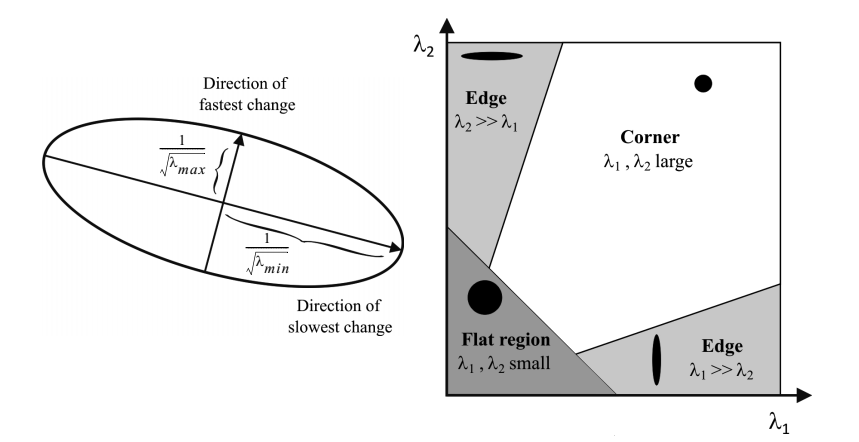 Direction of
fastest change
1
√λmax
1
√λmin
Direction of
slowest change
λ2
Edge
λ2 >> λ1
Corner
λ1 , λ2 large
Flat region
λ1 , λ2 small
Edge
λ1 >> λ2
λ1